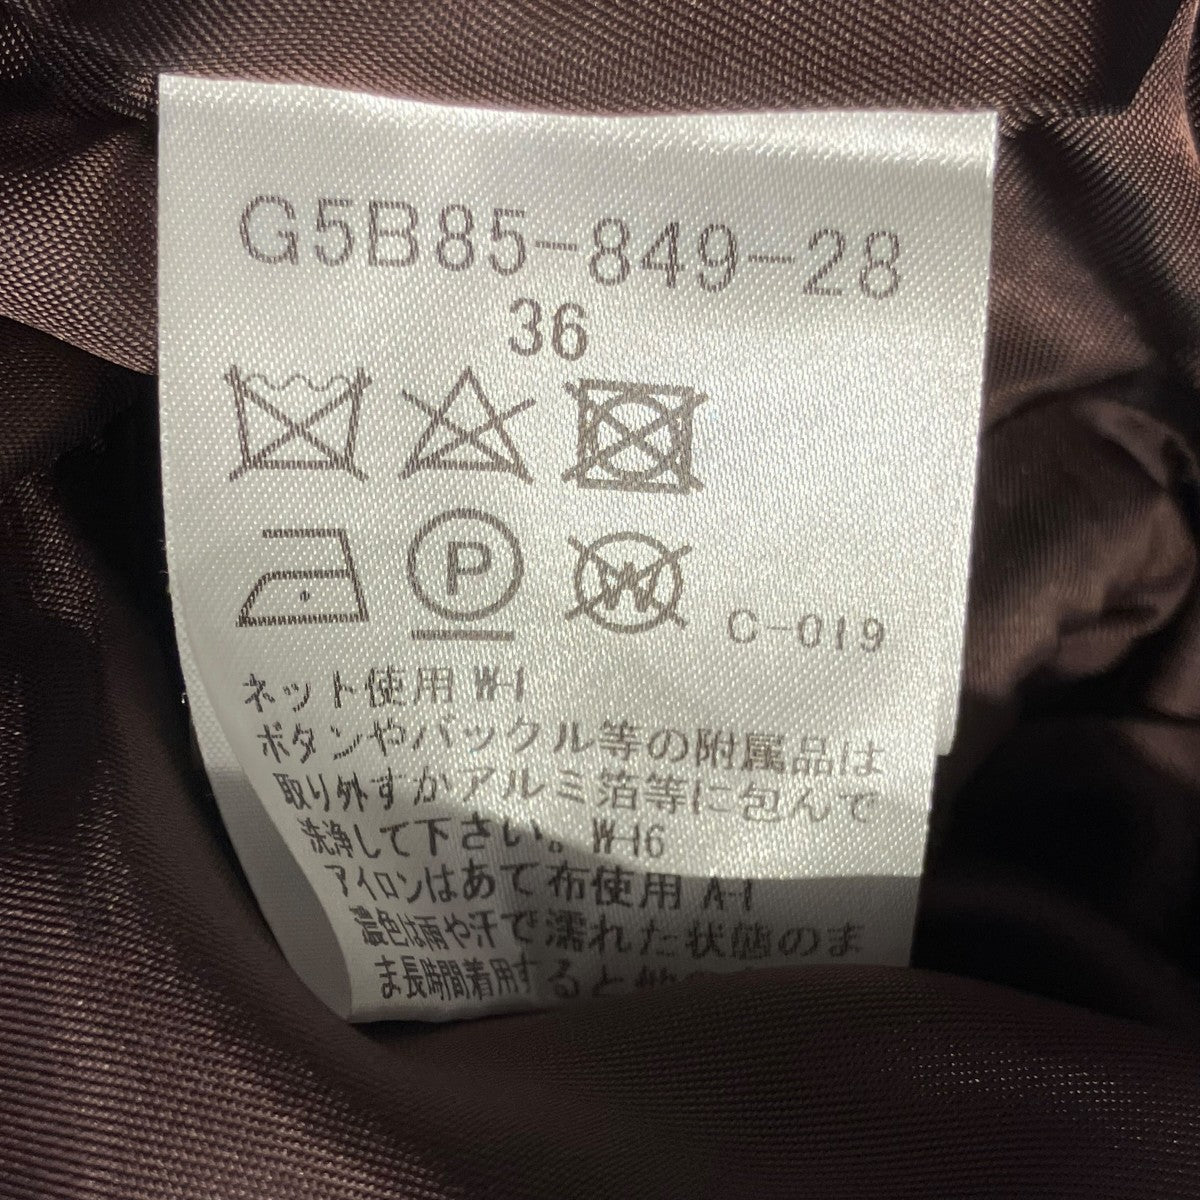 G5B85-849-28
36
P W C-019
ネット使用 W-1
ボタンやバックル等の附属品は
取り外すかアルミ箔等に包んで
洗浄して下さい。W-16
アイロンはあて布使用 A-1
濃色は雨や汗で濡れた状態のま
ま長時間着用すると他